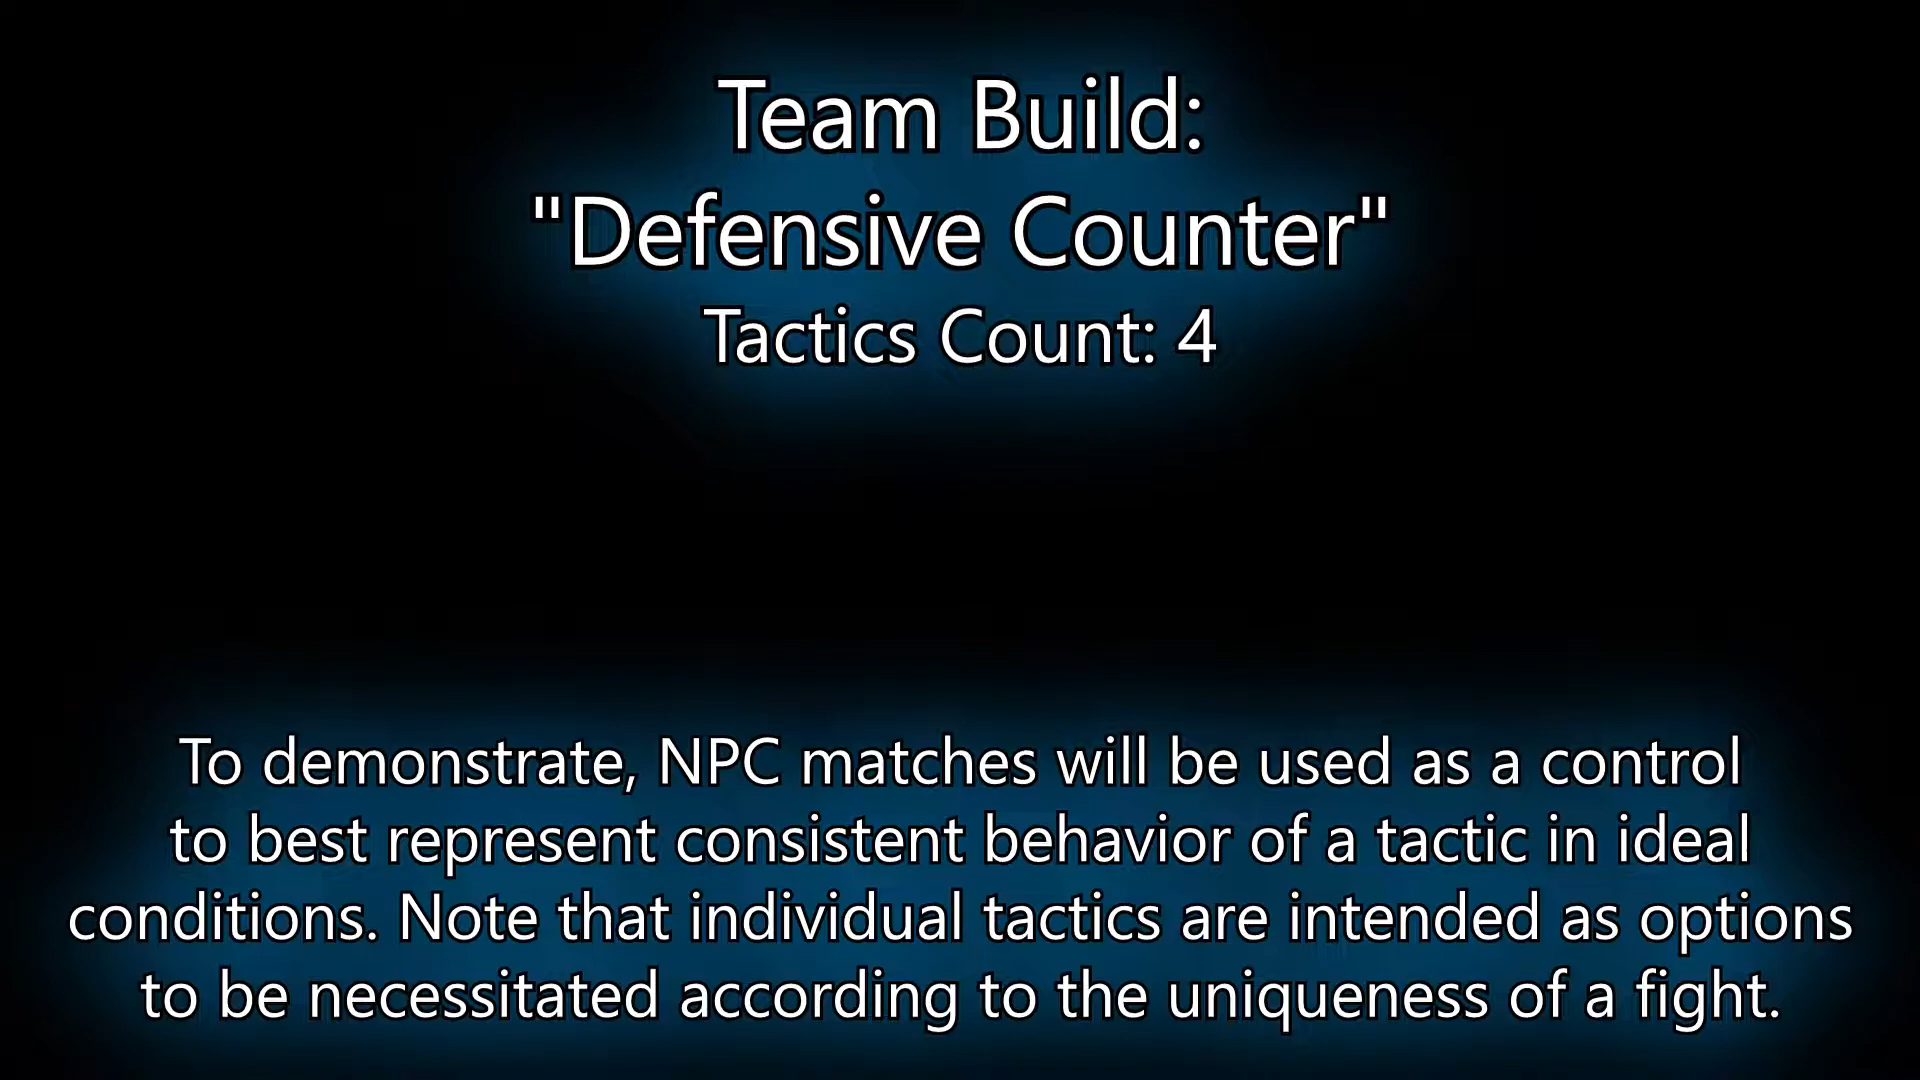 Team Build:
"Defensive Counter"
Tactics Count: 4
To demonstrate, NPC matches will be used as a control
to best represent consistent behavior of a tactic in ideal
conditions. Note that individual tactics are intended as options
to be necessitated according to the uniqueness of a fight.